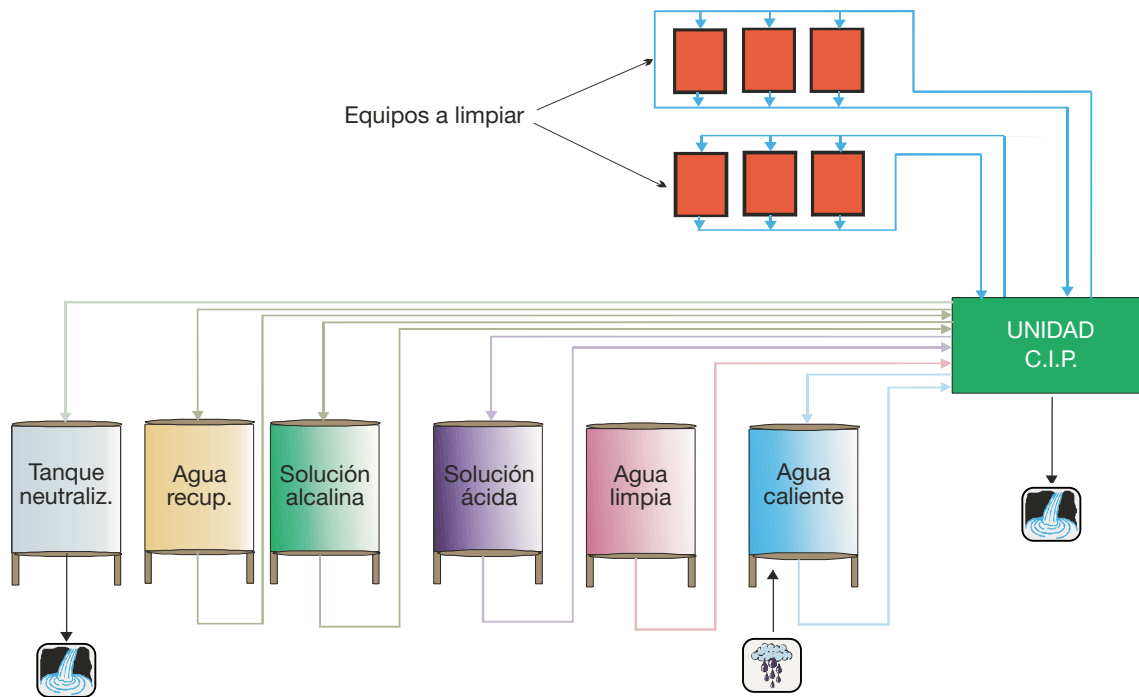 Equipos a limpiar
UNIDAD
C.I.P.
Tanque
neutraliz.
Agua
recup.
Solución
alcalina
Solución
ácida
Agua
limpia
Agua
caliente